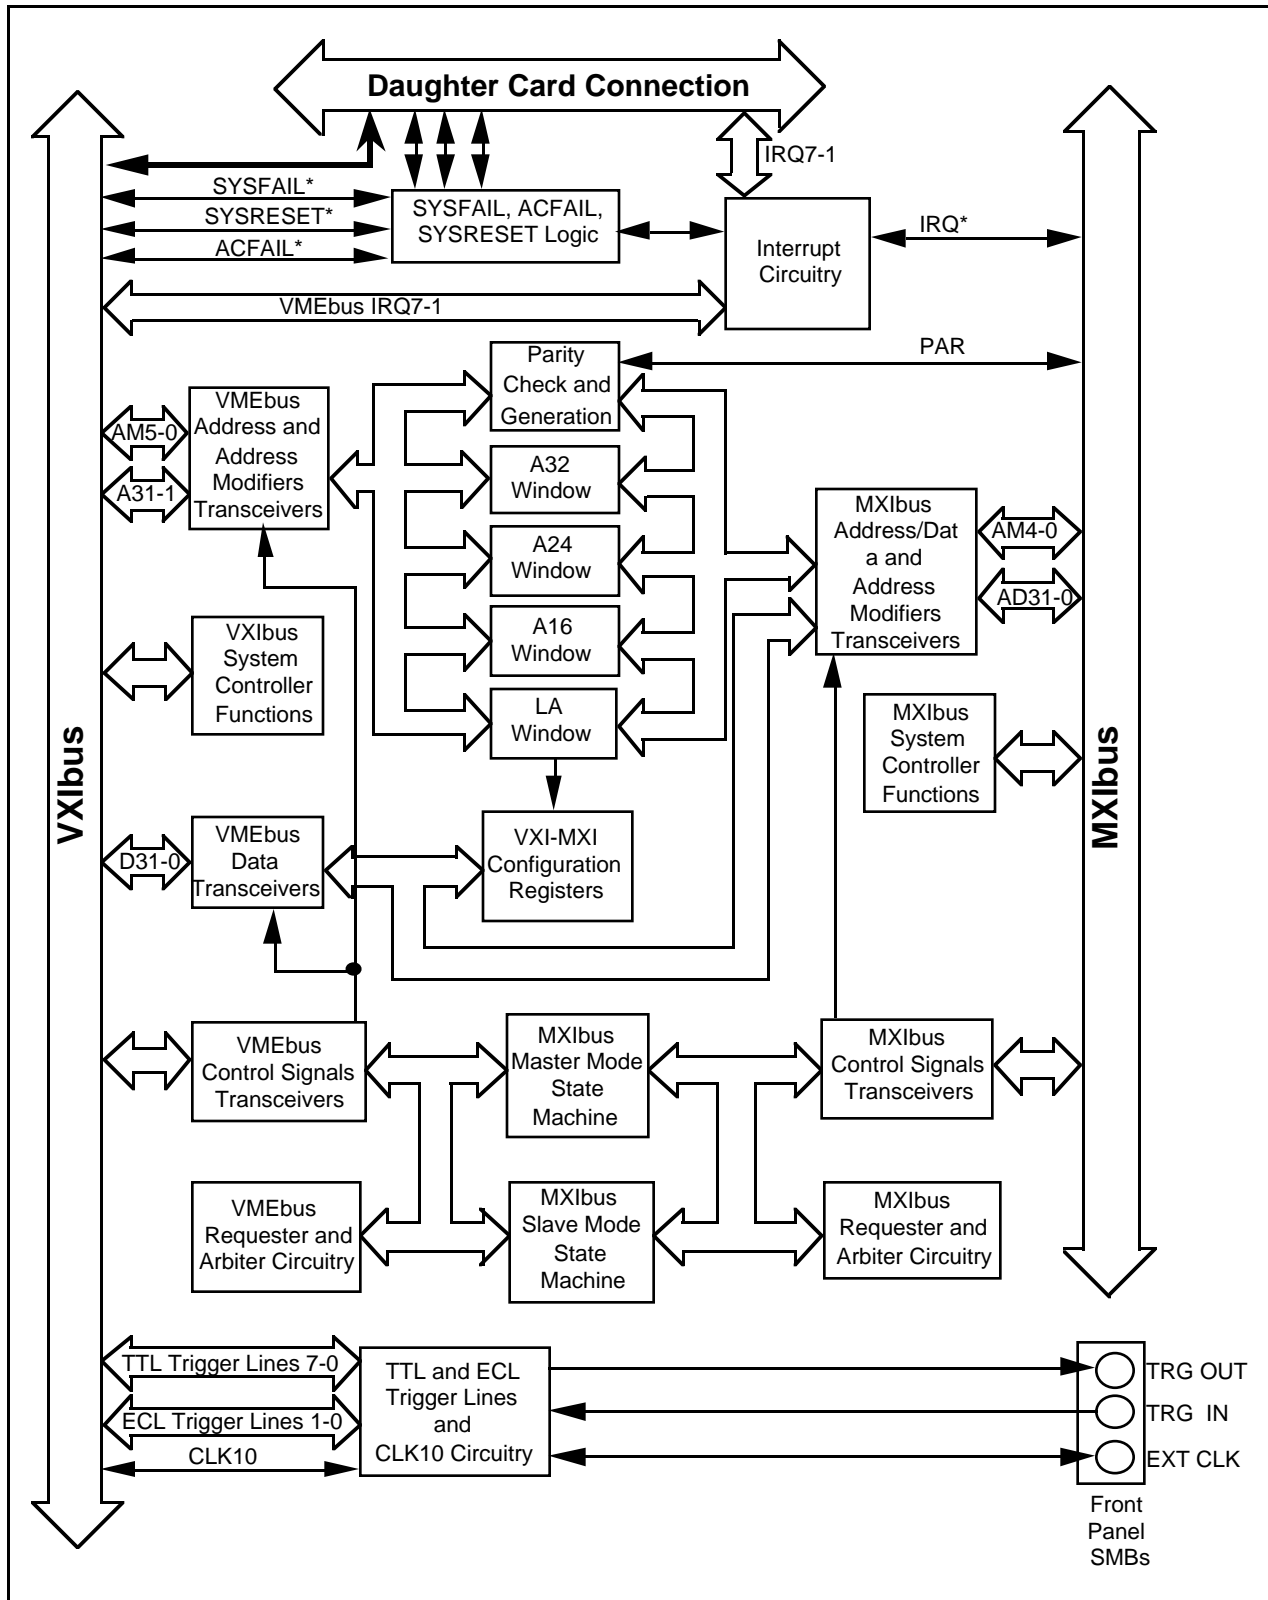 Daughter Card Connection
IRQ7-1
SYSFAIL*
SYSRESET*
ACFAIL*
SYSFAIL, ACFAIL,
SYSRESET Logic
Interrupt
Circuitry
IRQ*
VMEbus IRQ7-1
PAR
Parity
Check and
Generation
VMEbus
Address and
Address
Modifiers
Transceivers
AM5-0
A31-1
A32
Window
A24
Window
A16
Window
LA
Window
MXIbus
Address/Dat
a and
Address
Modifiers
Transceivers
AM4-0
AD31-0
VXIbus
System
Controller
Functions
MXIbus
System
Controller
Functions
VXIbus
MXIbus
D31-0
VMEbus
Data
Transceivers
VXI-MXI
Configuration
Registers
VMEbus
Control Signals
Transceivers
MXIbus
Master Mode
State
Machine
MXIbus
Control Signals
Transceivers
VMEbus
Requester and
Arbiter Circuitry
MXIbus
Slave Mode
State
Machine
MXIbus
Requester and
Arbiter Circuitry
TTL Trigger Lines 7-0
ECL Trigger Lines 1-0
CLK10
TTL and ECL
Trigger Lines
and
CLK10 Circuitry
TRG OUT
TRG IN
EXT CLK
Front
Panel
SMBs